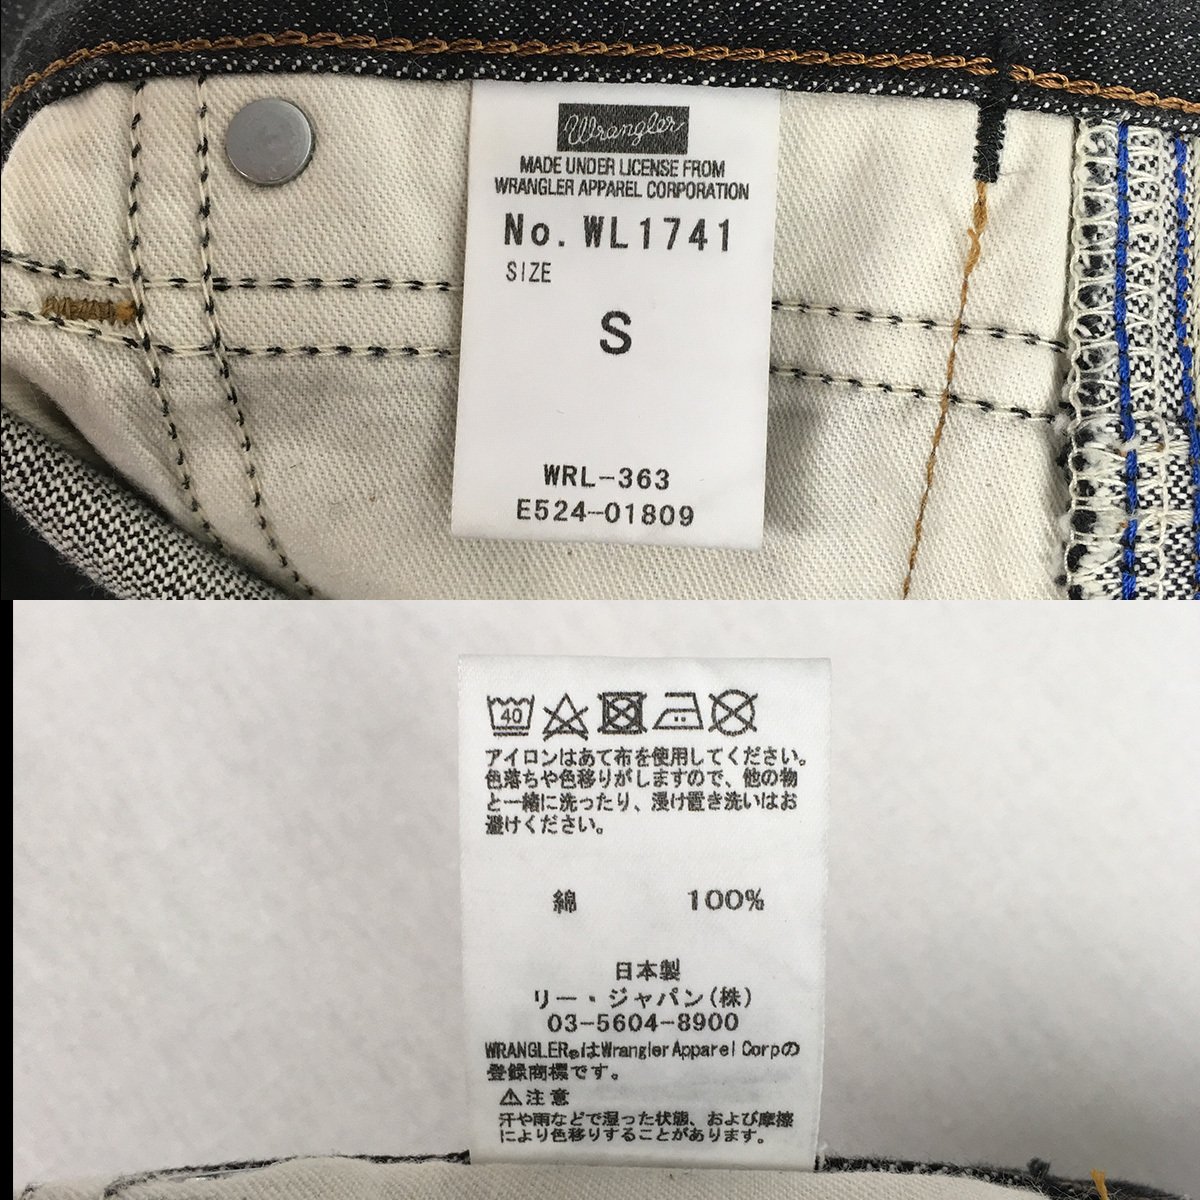 Wrangler
MADE UNDER LICENSE FROM
WRANGLER APPAREL CORPORATION
No. WL1741
SIZE
S
WRL-363
E524-01809
40
アイロンはあて布を使用してください。
色落ちや色移りがしますので、他の物
と一緒に洗ったり、浸け置き洗いはお
避けください。
綿 100%
日本製
リー・ジャパン(株)
03-5604-8900
WRANGLER®はWrangler Apparel Corpの
登録商標です。
⚠注意
汗や雨などで湿った状態、および摩擦
により色移りすることがあります。